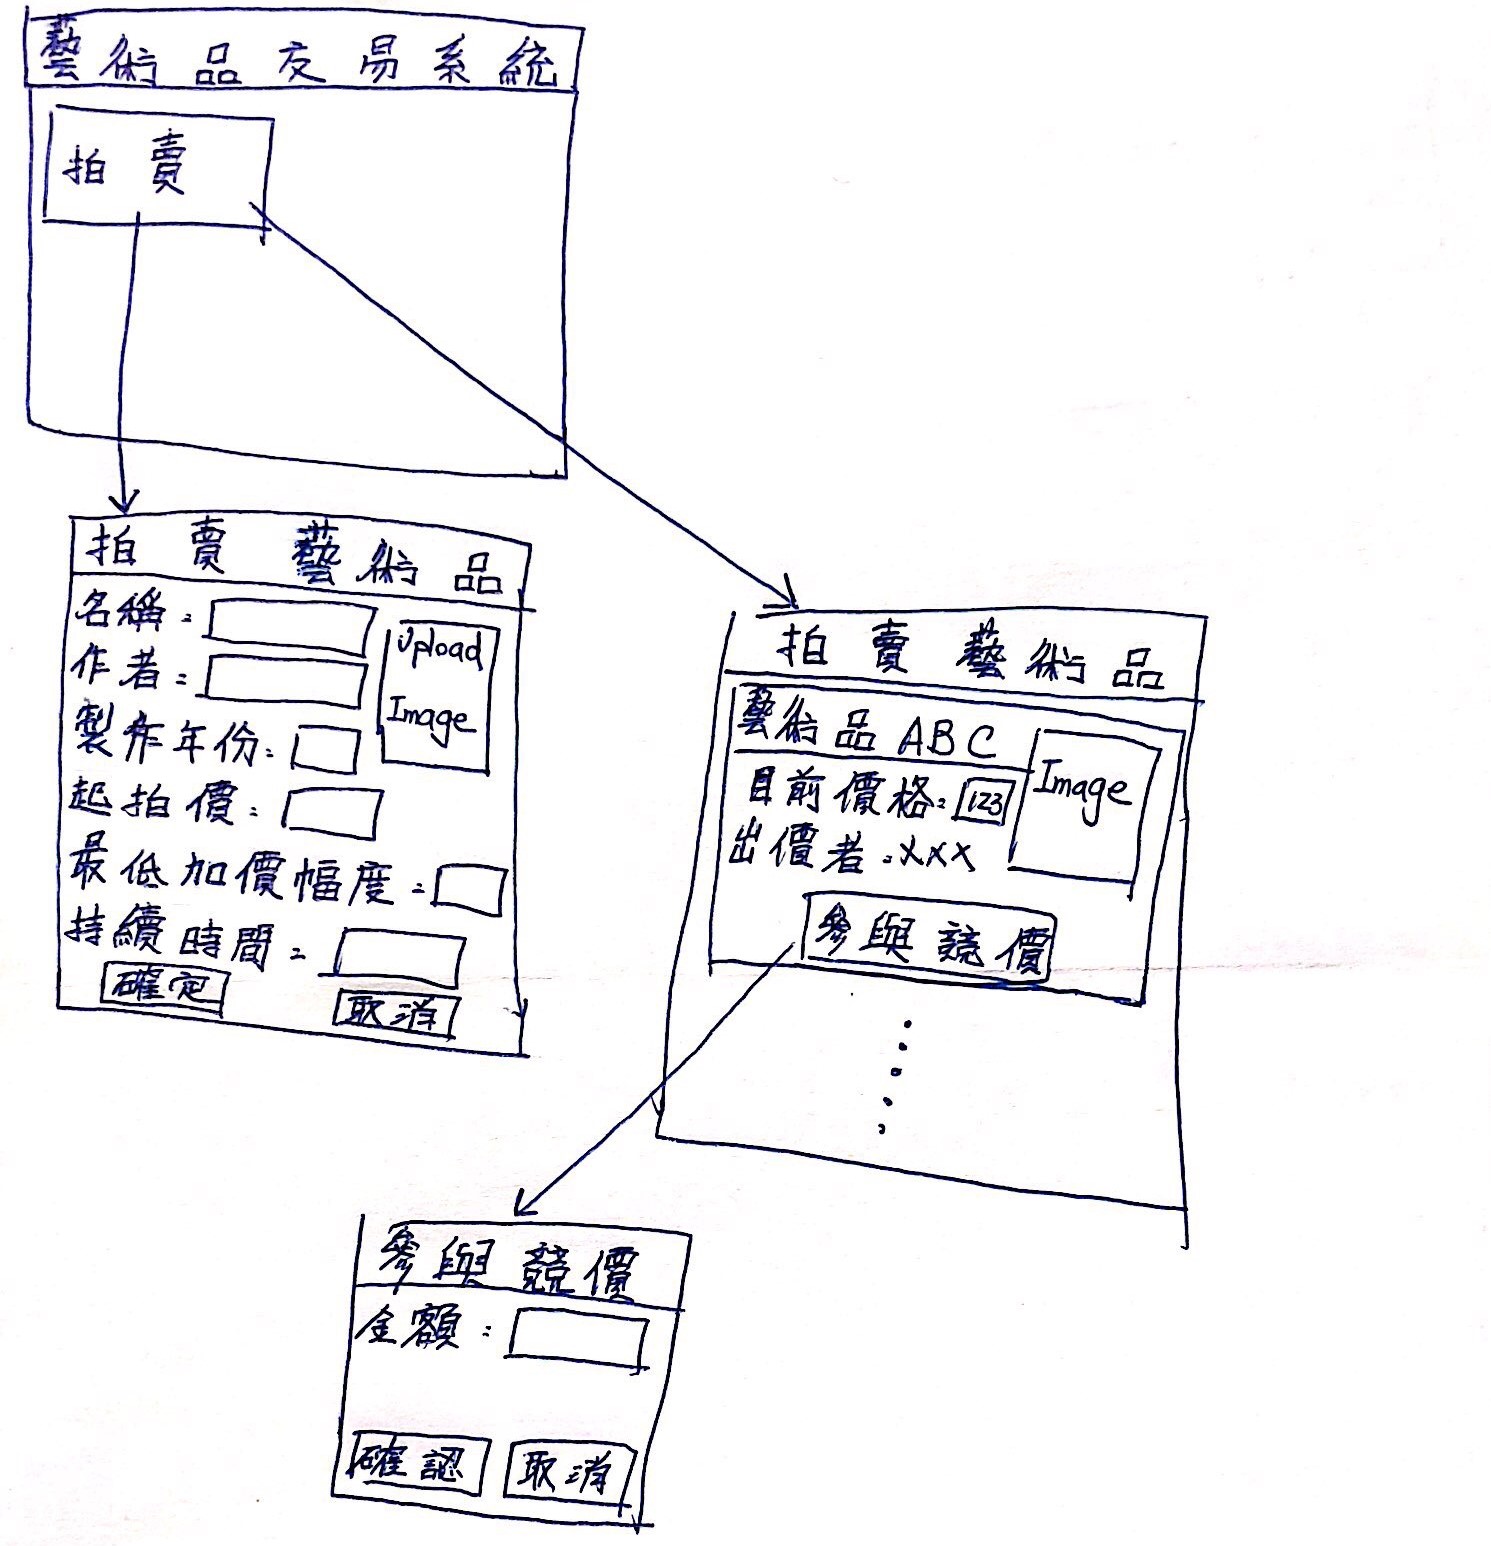 藝術品交易系統
拍賣
拍賣藝術品
名稱:
作者:
Upload
Image
製作年份:
起拍價:
最低加價幅度:
持續時間:
確定
取消
拍賣藝術品
藝術品ABC
目前價格:123
Image
出價者:xxx
參與競價
參與競價
金額:
確認
取消